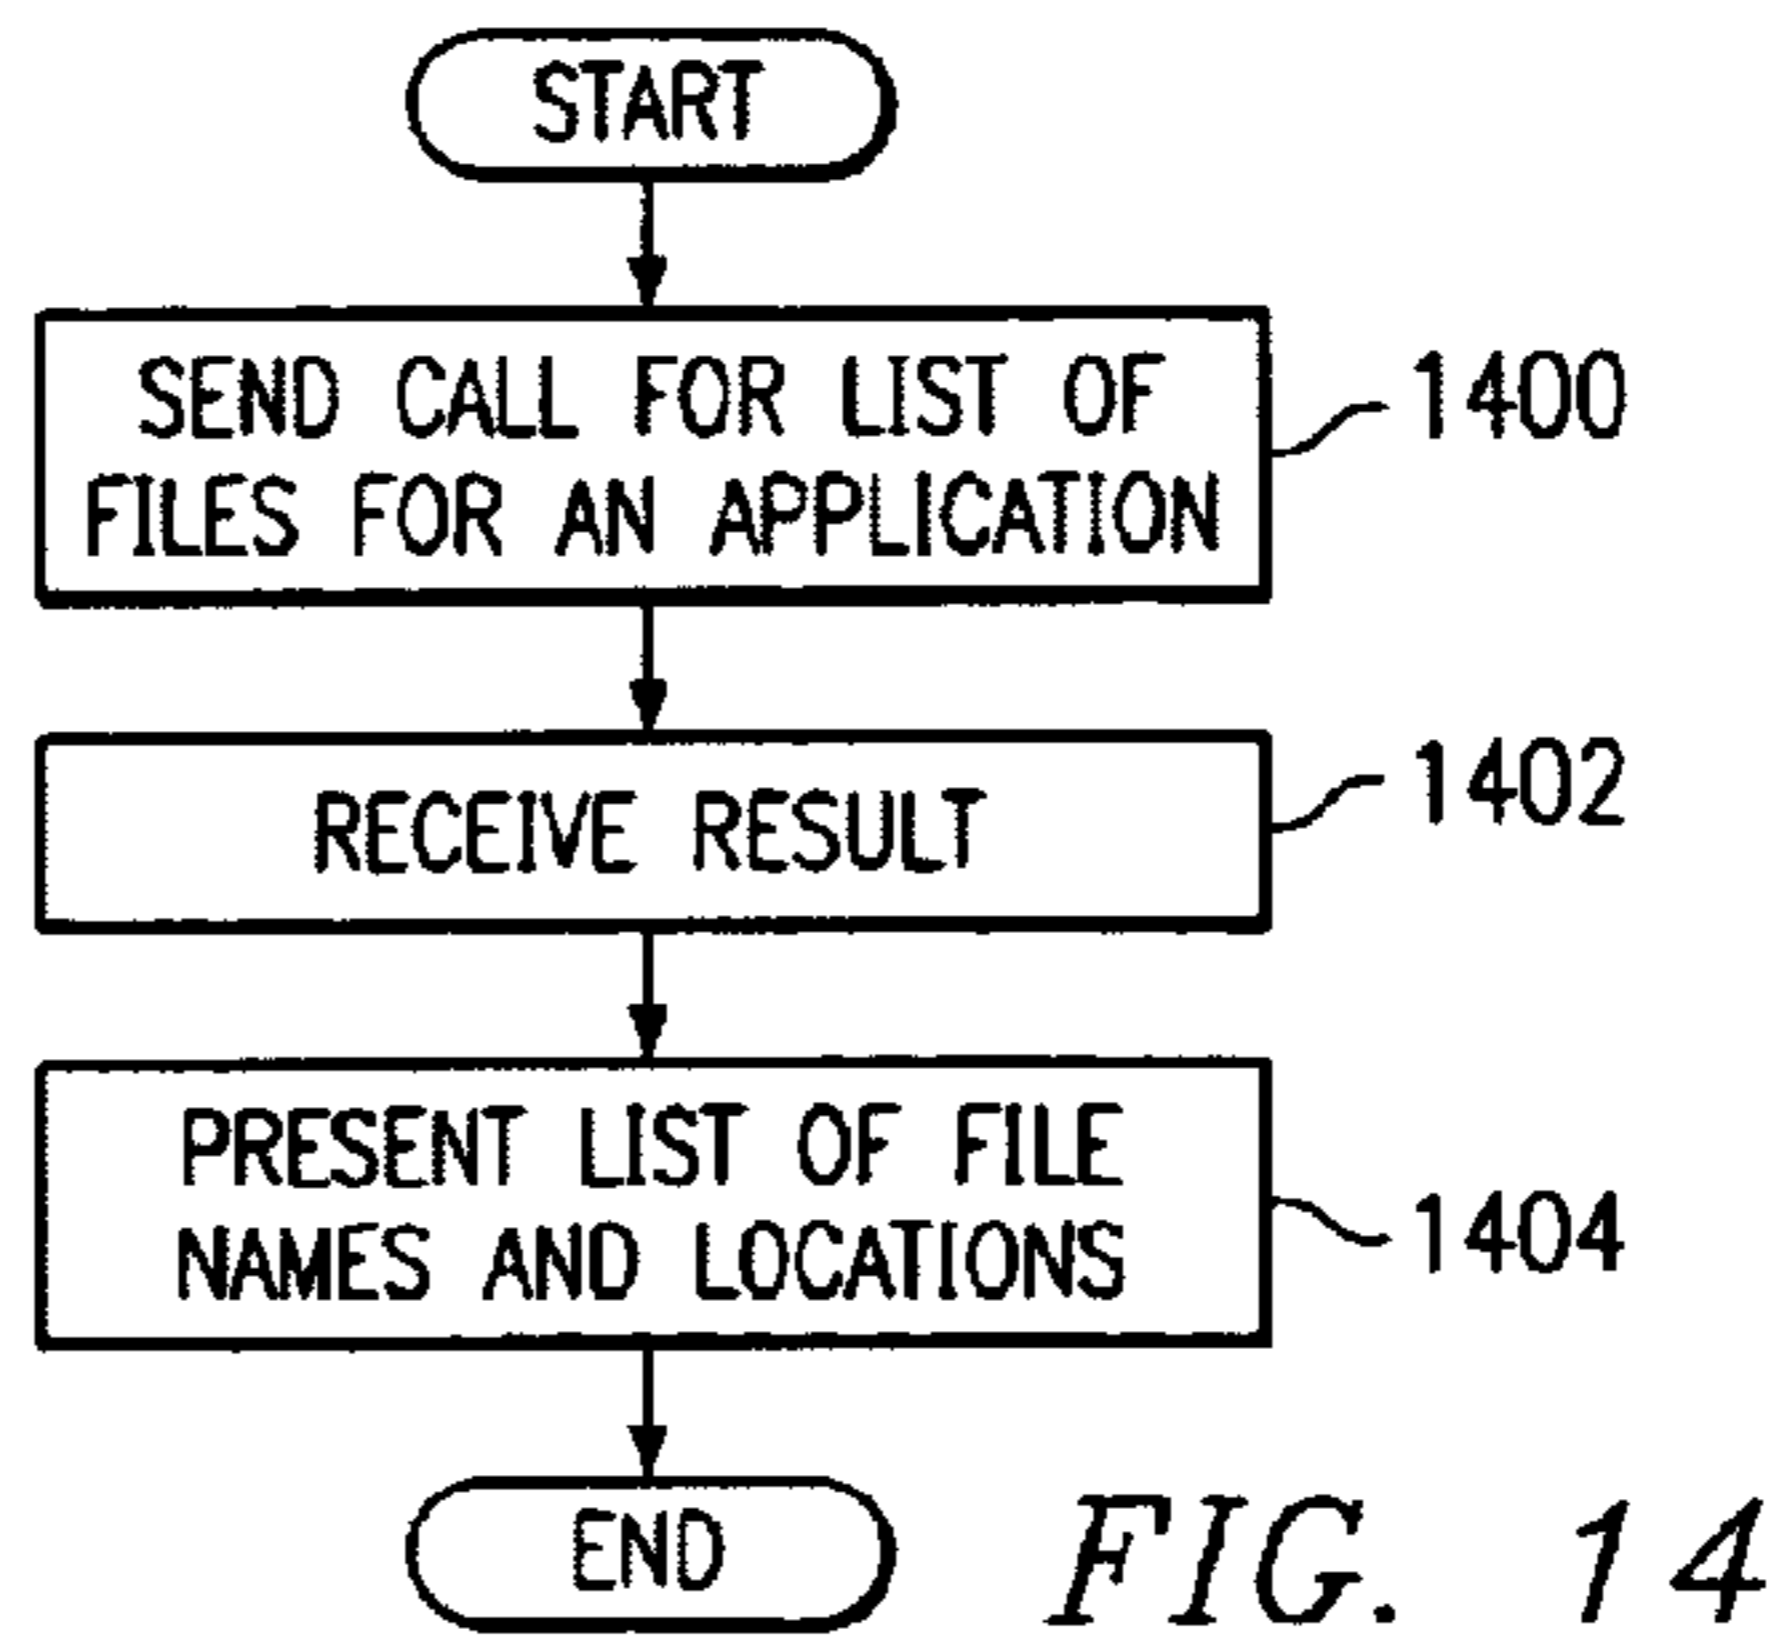 START
SEND CALL FOR LIST OF
FILES FOR AN APPLICATION
1400
RECEIVE RESULT
1402
PRESENT LIST OF FILE
NAMES AND LOCATIONS
1404
END
FIG. 14